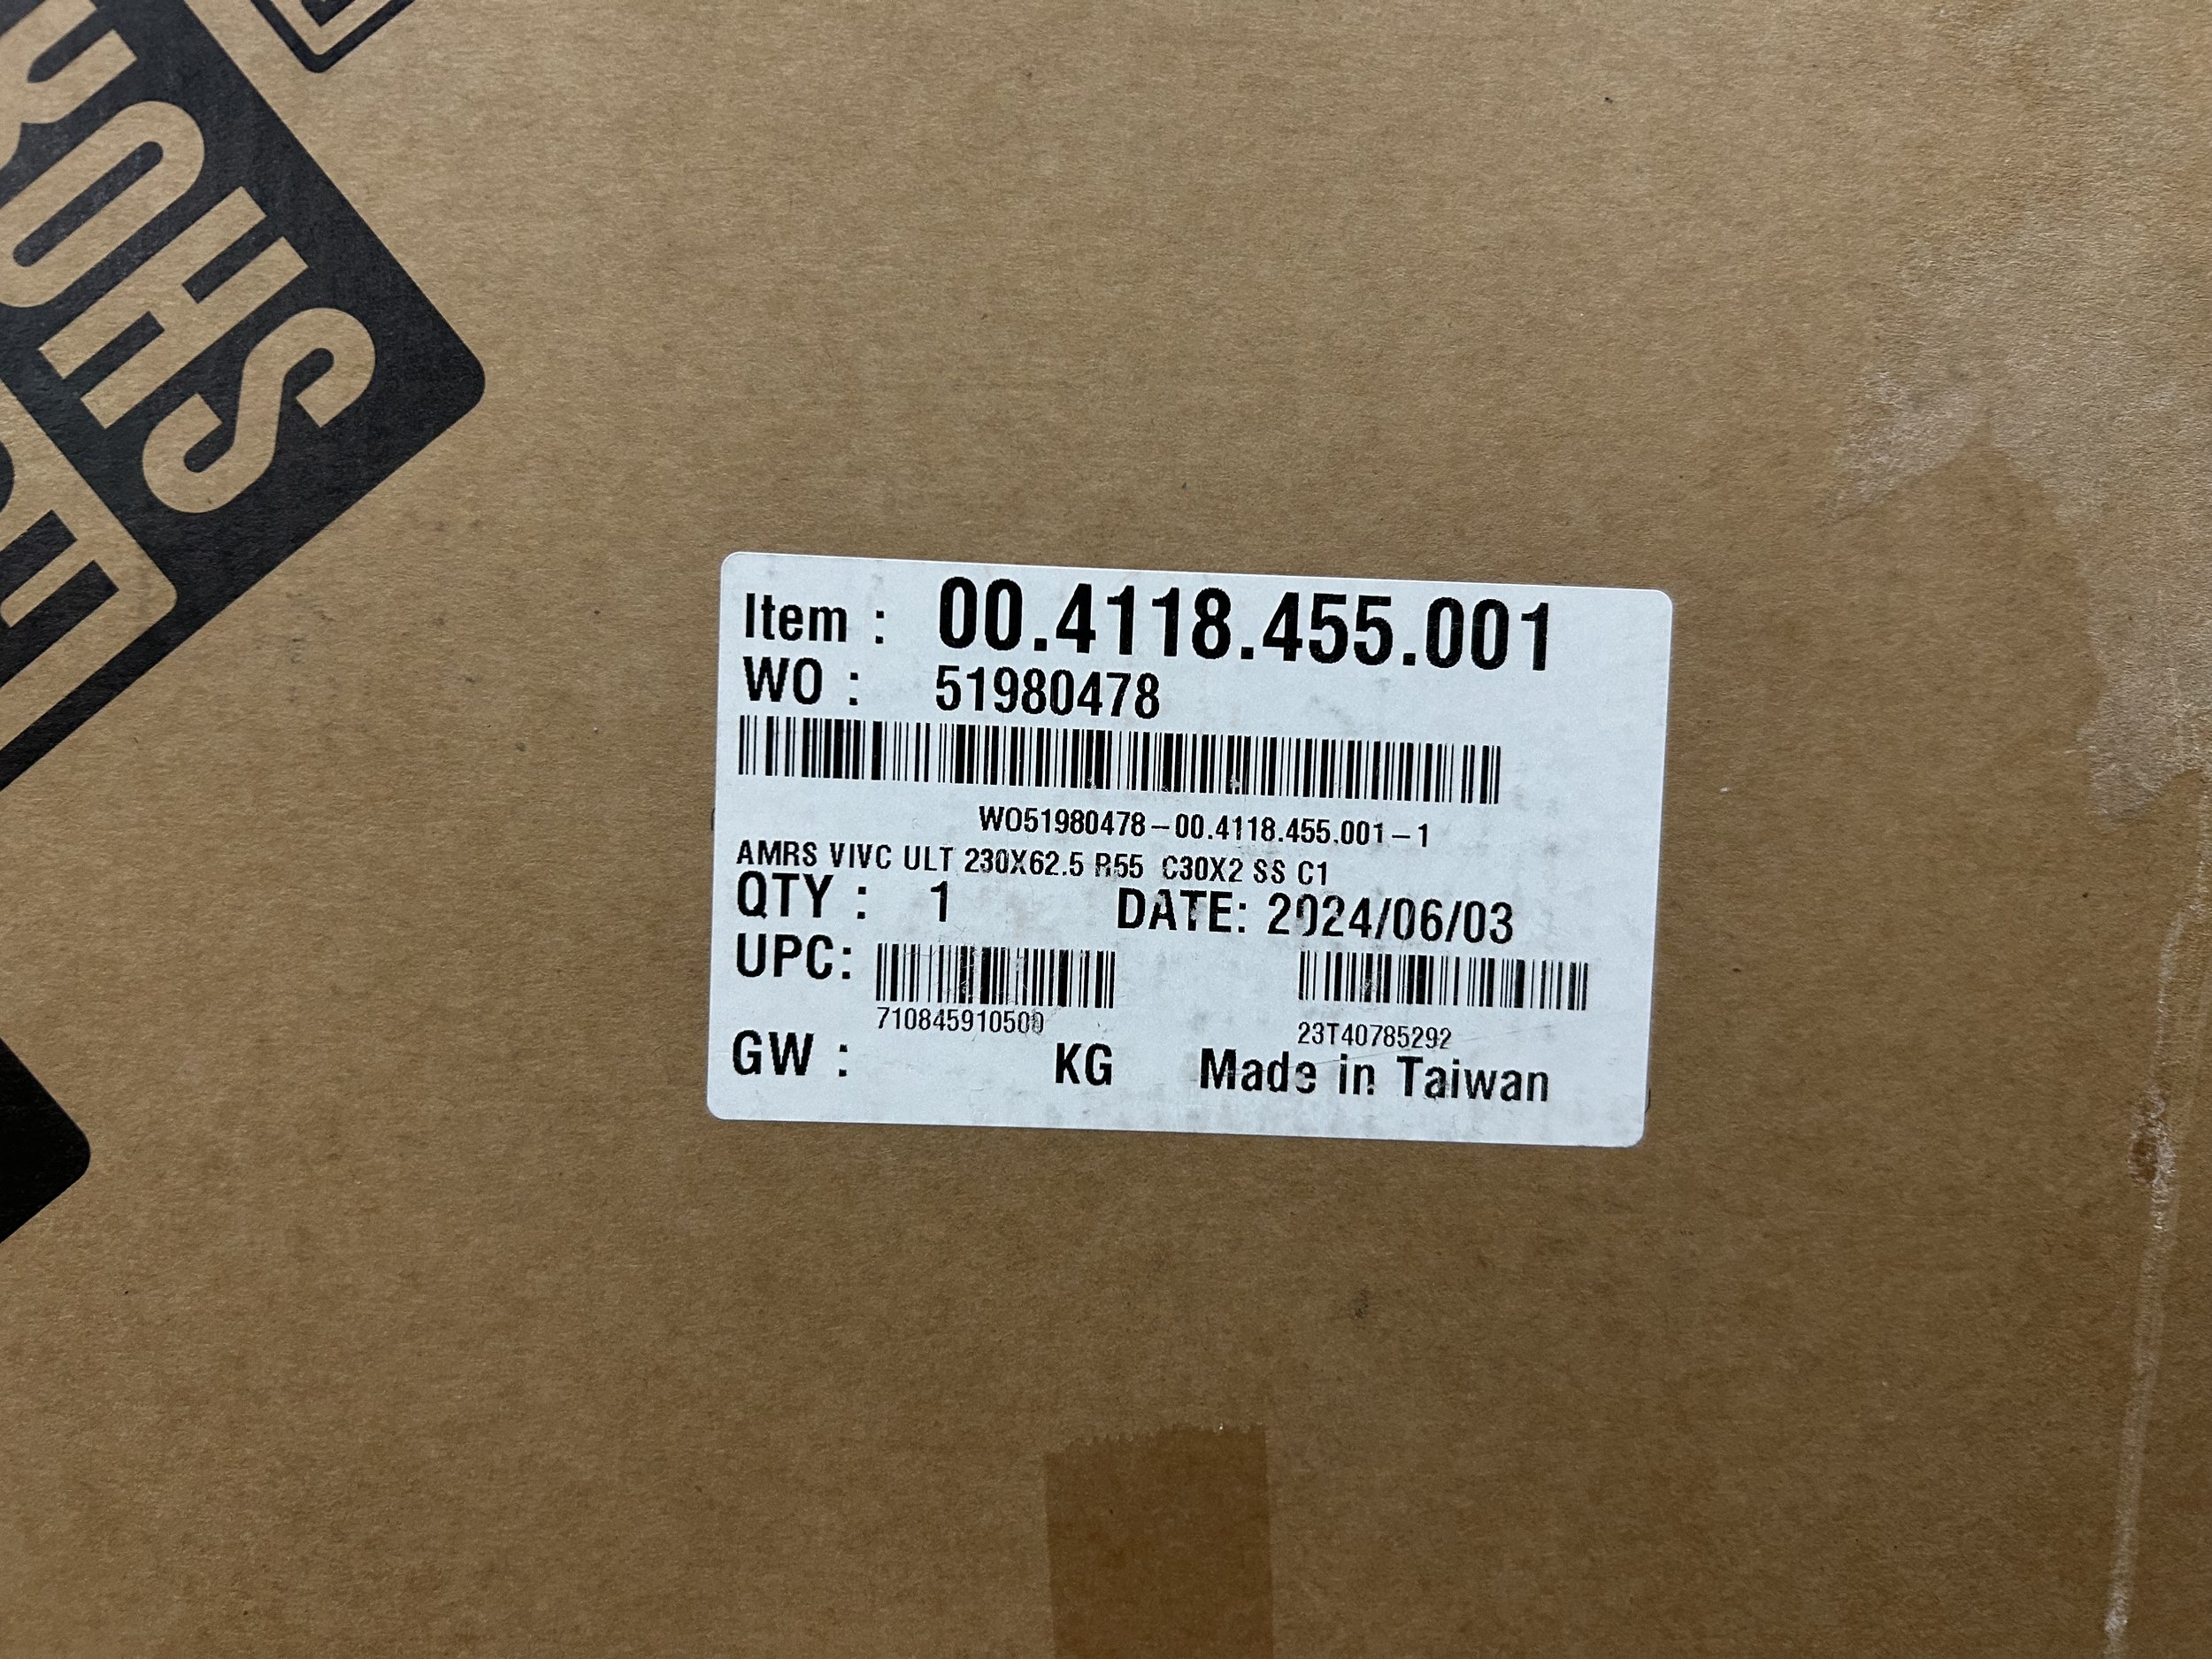 ROHS
Item : 00.4118.455.001
WO : 51980478
WO51980478-00.4118.455.001-1
AMRS VIVC ULT 230X62.5 R55 C30X2 SS C1
QTY : 1 DATE: 2024/06/03
UPC:
710845910500 23T40785292
GW : KG Made in Taiwan